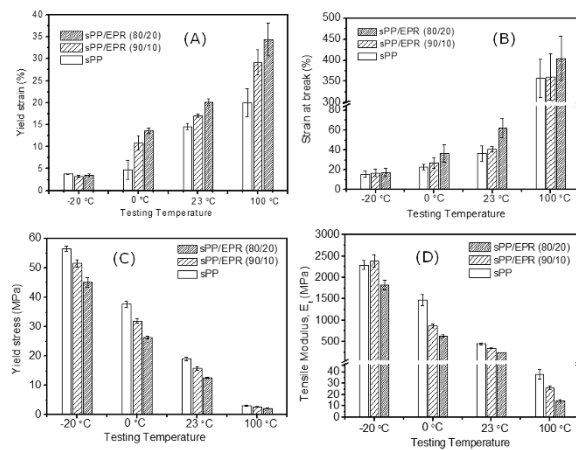 sPP/EPR (80/20)
sPP/EPR (90/10)
sPP
(A)
Yield strain (%)
40
35
30
25
20
15
10
5
0
-20 °C
0 °C
23 °C
100 °C
Testing Temperature
sPP/EPR (80/20)
sPP/EPR (90/10)
sPP
(B)
Strain at break (%)
450
400
350
300
80
60
40
20
0
-20 °C
0 °C
23 °C
100 °C
Testing Temperature
(C)
sPP/EPR (80/20)
sPP/EPR (90/10)
sPP
Yield stress (MPa)
60
50
40
30
20
10
0
-20 °C
0 °C
23 °C
100 °C
Testing Temperature
(D)
sPP/EPR (80/20)
sPP/EPR (90/10)
sPP
Tensile Modulus, Et (MPa)
3000
2500
2000
1500
1000
500
40
30
20
10
0
-20 °C
0 °C
23 °C
100 °C
Testing Temperature